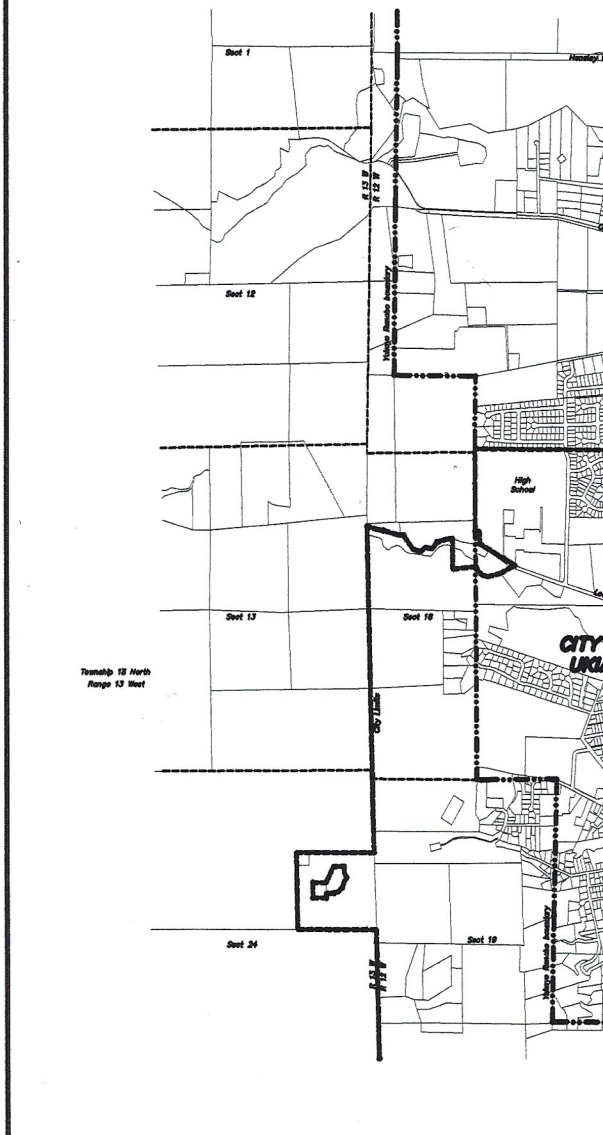 Sect 1
Hensley
R 13 W
R 12 W
Sect 12
Yokayo Rancho boundary
High
School
Sect 13
Sect 18
CITY
Township 15 North
Range 13 West
City Limits
Sect 24
Sect 19
R 13 W
R 12 W
Yokayo Rancho boundary